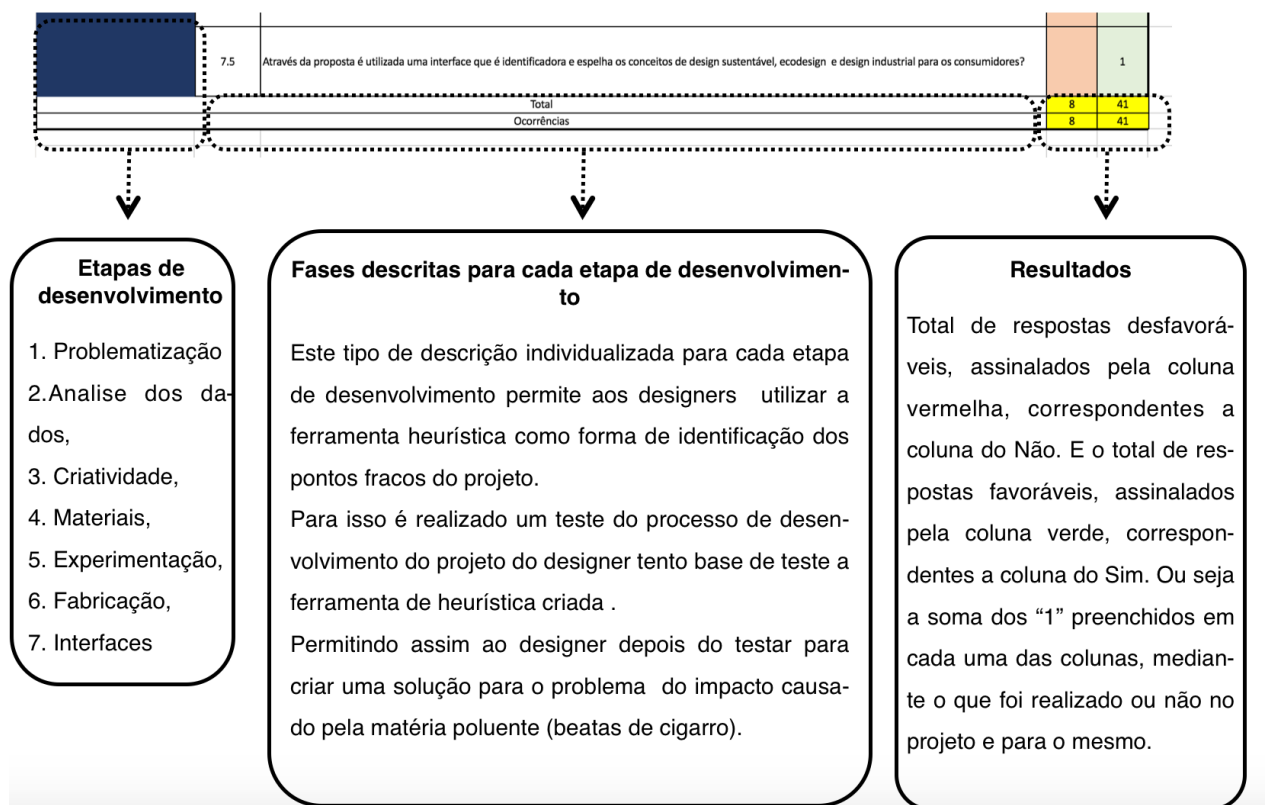 7.5 Através da proposta é utilizada uma interface que é identificadora e espelha os conceitos de design sustentável, ecodesign e design industrial para os consumidores? 1
Total 8 41
Ocorrências 8 41
Etapas de
desenvolvimento
1. Problematização
2.Analise dos da-
dos,
3. Criatividade,
4. Materiais,
5. Experimentação,
6. Fabricação,
7. Interfaces
Fases descritas para cada etapa de desenvolvimen-
to
Este tipo de descrição individualizada para cada etapa
de desenvolvimento permite aos designers utilizar a
ferramenta heurística como forma de identificação dos
pontos fracos do projeto.
Para isso é realizado um teste do processo de desen-
volvimento do projeto do designer tento base de teste a
ferramenta de heurística criada .
Permitindo assim ao designer depois do testar para
criar uma solução para o problema do impacto causa-
do pela matéria poluente (beatas de cigarro).
Resultados
Total de respostas desfavorá-
veis, assinalados pela coluna
vermelha, correspondentes a
coluna do Não. E o total de res-
postas favoráveis, assinalados
pela coluna verde, correspon-
dentes a coluna do Sim. Ou seja
a soma dos “1” preenchidos em
cada uma das colunas, median-
te o que foi realizado ou não no
projeto e para o mesmo.